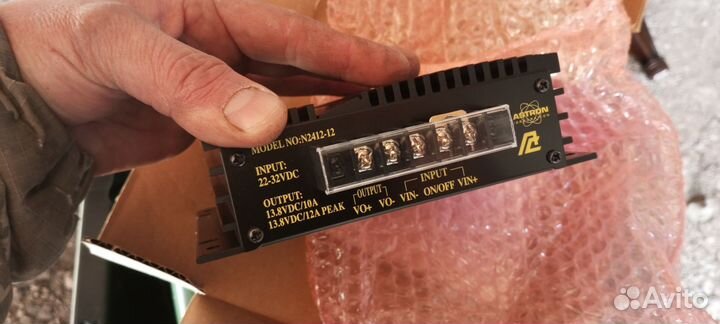 MODEL NO:N2412-12
INPUT:
22-32VDC
OUTPUT:
13.8VDC/10A
13.8VDC/12A PEAK
OUTPUT
VO+ VO-
INPUT
VIN- ON/OFF VIN+
ASTRON
Avito